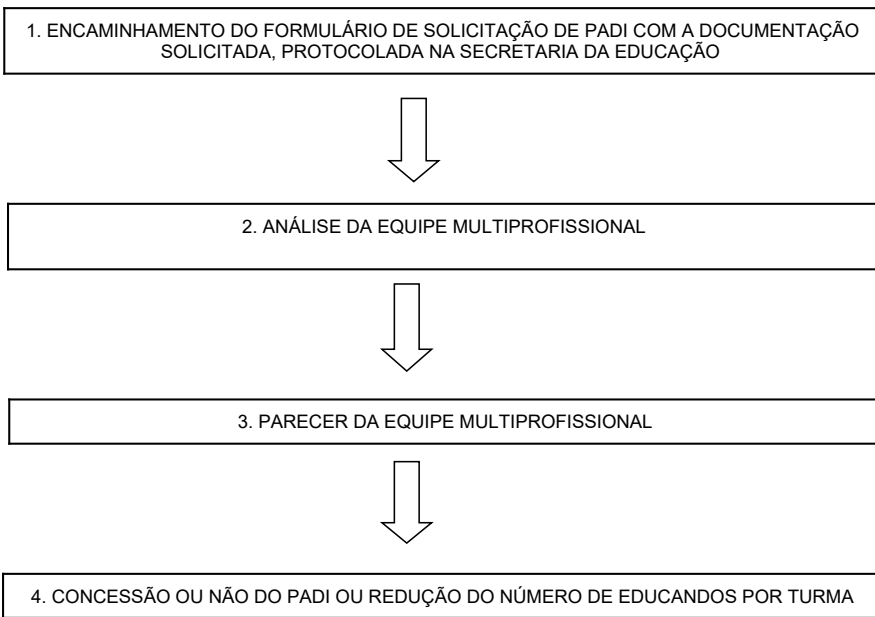 1. ENCAMINHAMENTO DO FORMULÁRIO DE SOLICITAÇÃO DE PADI COM A DOCUMENTAÇÃO
SOLICITADA, PROTOCOLADA NA SECRETARIA DA EDUCAÇÃO
2. ANÁLISE DA EQUIPE MULTIPROFISSIONAL
3. PARECER DA EQUIPE MULTIPROFISSIONAL
4. CONCESSÃO OU NÃO DO PADI OU REDUÇÃO DO NÚMERO DE EDUCANDOS POR TURMA